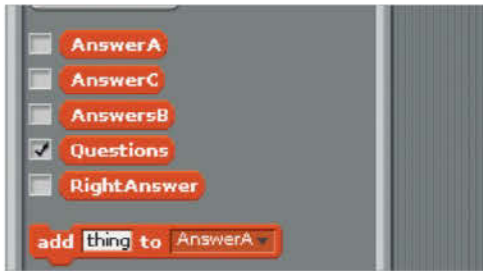 AnswerA
AnswerC
AnswersB
Questions
RightAnswer
add thing to AnswerA